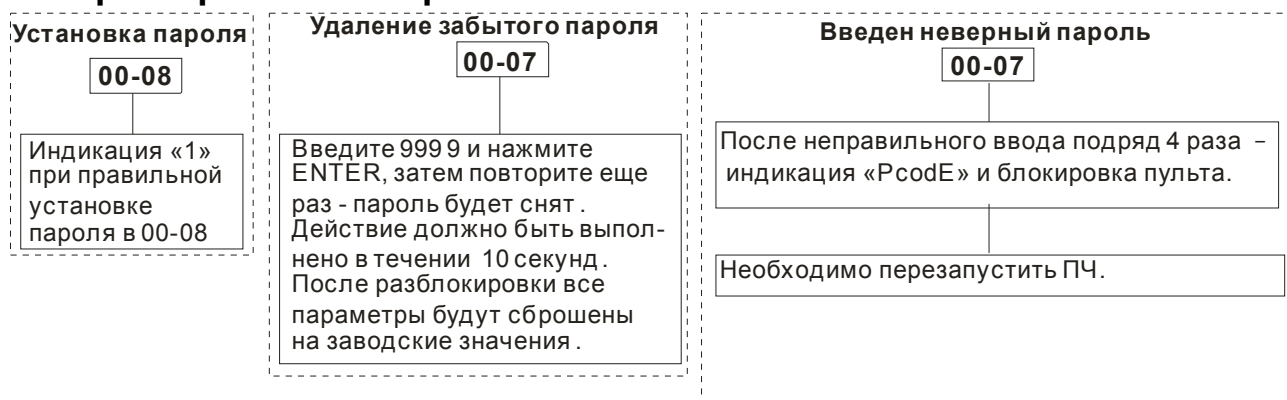 Установка пароля
00-08
Индикация «1»
при правильной
установке
пароля в 00-08
Удаление забытого пароля
00-07
Введите 999 9 и нажмите
ENTER, затем повторите еще
раз - пароль будет снят .
Действие должно быть выпол-
нено в течении 10 секунд .
После разблокировки все
параметры будут сброшены
на заводские значения .
Введен неверный пароль
00-07
После неправильного ввода подряд 4 раза –
индикация «PcodE» и блокировка пульта.
Необходимо перезапустить ПЧ.